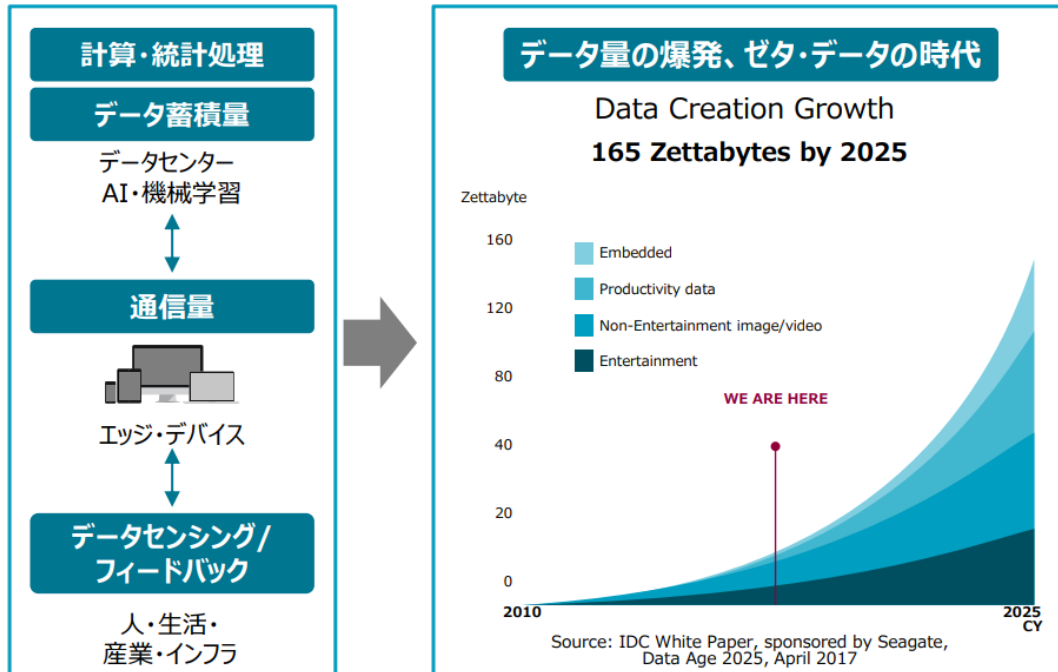 計算・統計処理
データ蓄積量
データセンター
AI・機械学習
通信量
エッジ・デバイス
データセンシング/
フィードバック
人・生活・
産業・インフラ
データ量の爆発、ゼタ・データの時代
Data Creation Growth
165 Zettabytes by 2025
Zettabyte
160
120
80
40
20
0
Embedded
Productivity data
Non-Entertainment image/video
Entertainment
WE ARE HERE
2010
2025
CY
Source: IDC White Paper, sponsored by Seagate,
Data Age 2025, April 2017